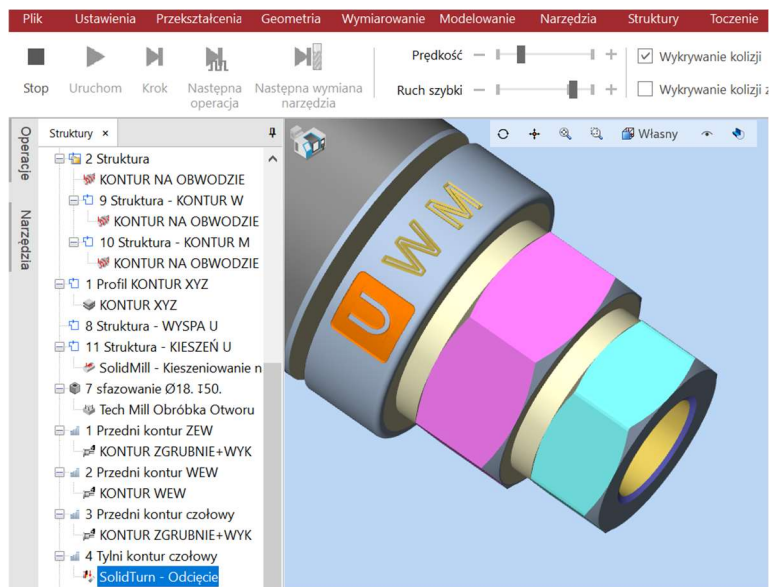 Plik Ustawienia Przekształcenia Geometria Wymiarowanie Modelowanie Narzędzia Struktury Toczenie
Prędkość
Wykrywanie kolizji
Stop Uruchom Krok Następna operacja Następna wymiana narzędzia
Ruch szybki
Wykrywanie kolizji z
Operacje
Narzędzia
Struktury ×
Własny
2 Struktura
KONTUR NA OBWODZIE
9 Struktura - KONTUR W
KONTUR NA OBWODZIE
10 Struktura - KONTUR M
KONTUR NA OBWODZIE
1 Profil KONTUR XYZ
KONTUR XYZ
8 Struktura - WYSPA U
11 Struktura - KIESZEŃ U
SolidMill - Kieszeniowanie n
7 sfazowanie Ø18. ↧50.
Tech Mill Obróbka Otworu
1 Przedni kontur ZEW
KONTUR ZGRUBNIE+WYK
2 Przedni kontur WEW
KONTUR WEW
3 Przedni kontur czołowy
KONTUR ZGRUBNIE+WYK
4 Tylni kontur czołowy
SolidTurn - Odcięcie
U W M